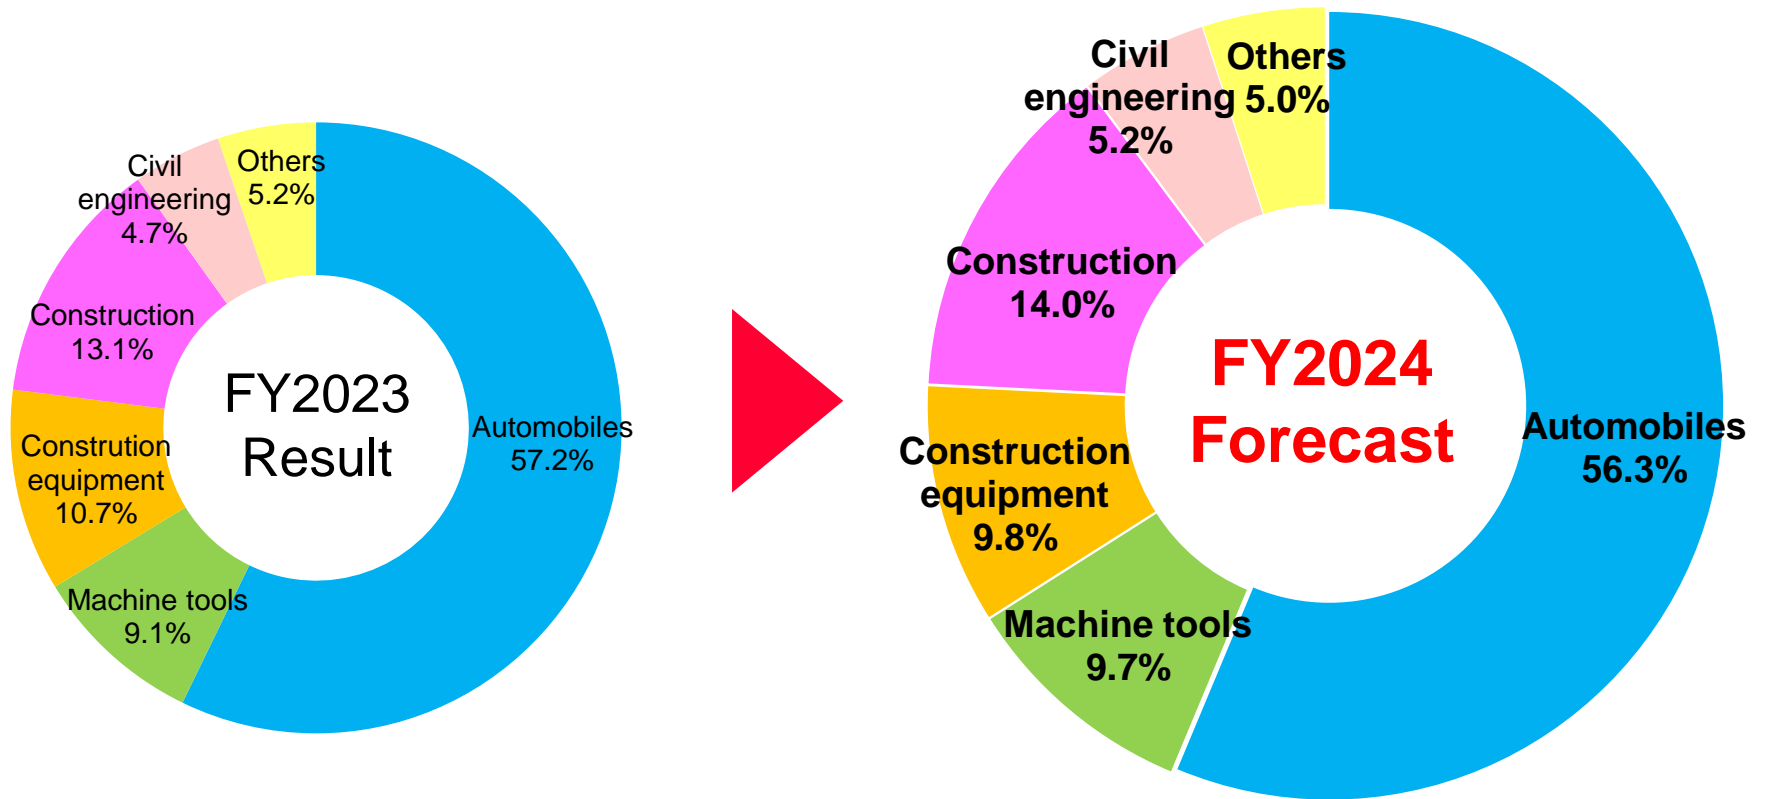 Civil
engineering
4.7%
Others
5.2%
Construction
13.1%
Constrution
equipment
10.7%
Machine tools
9.1%
Automobiles
57.2%
FY2023
Result
Civil
engineering
5.2%
Others
5.0%
Construction
14.0%
Construction
equipment
9.8%
Machine tools
9.7%
Automobiles
56.3%
FY2024
Forecast